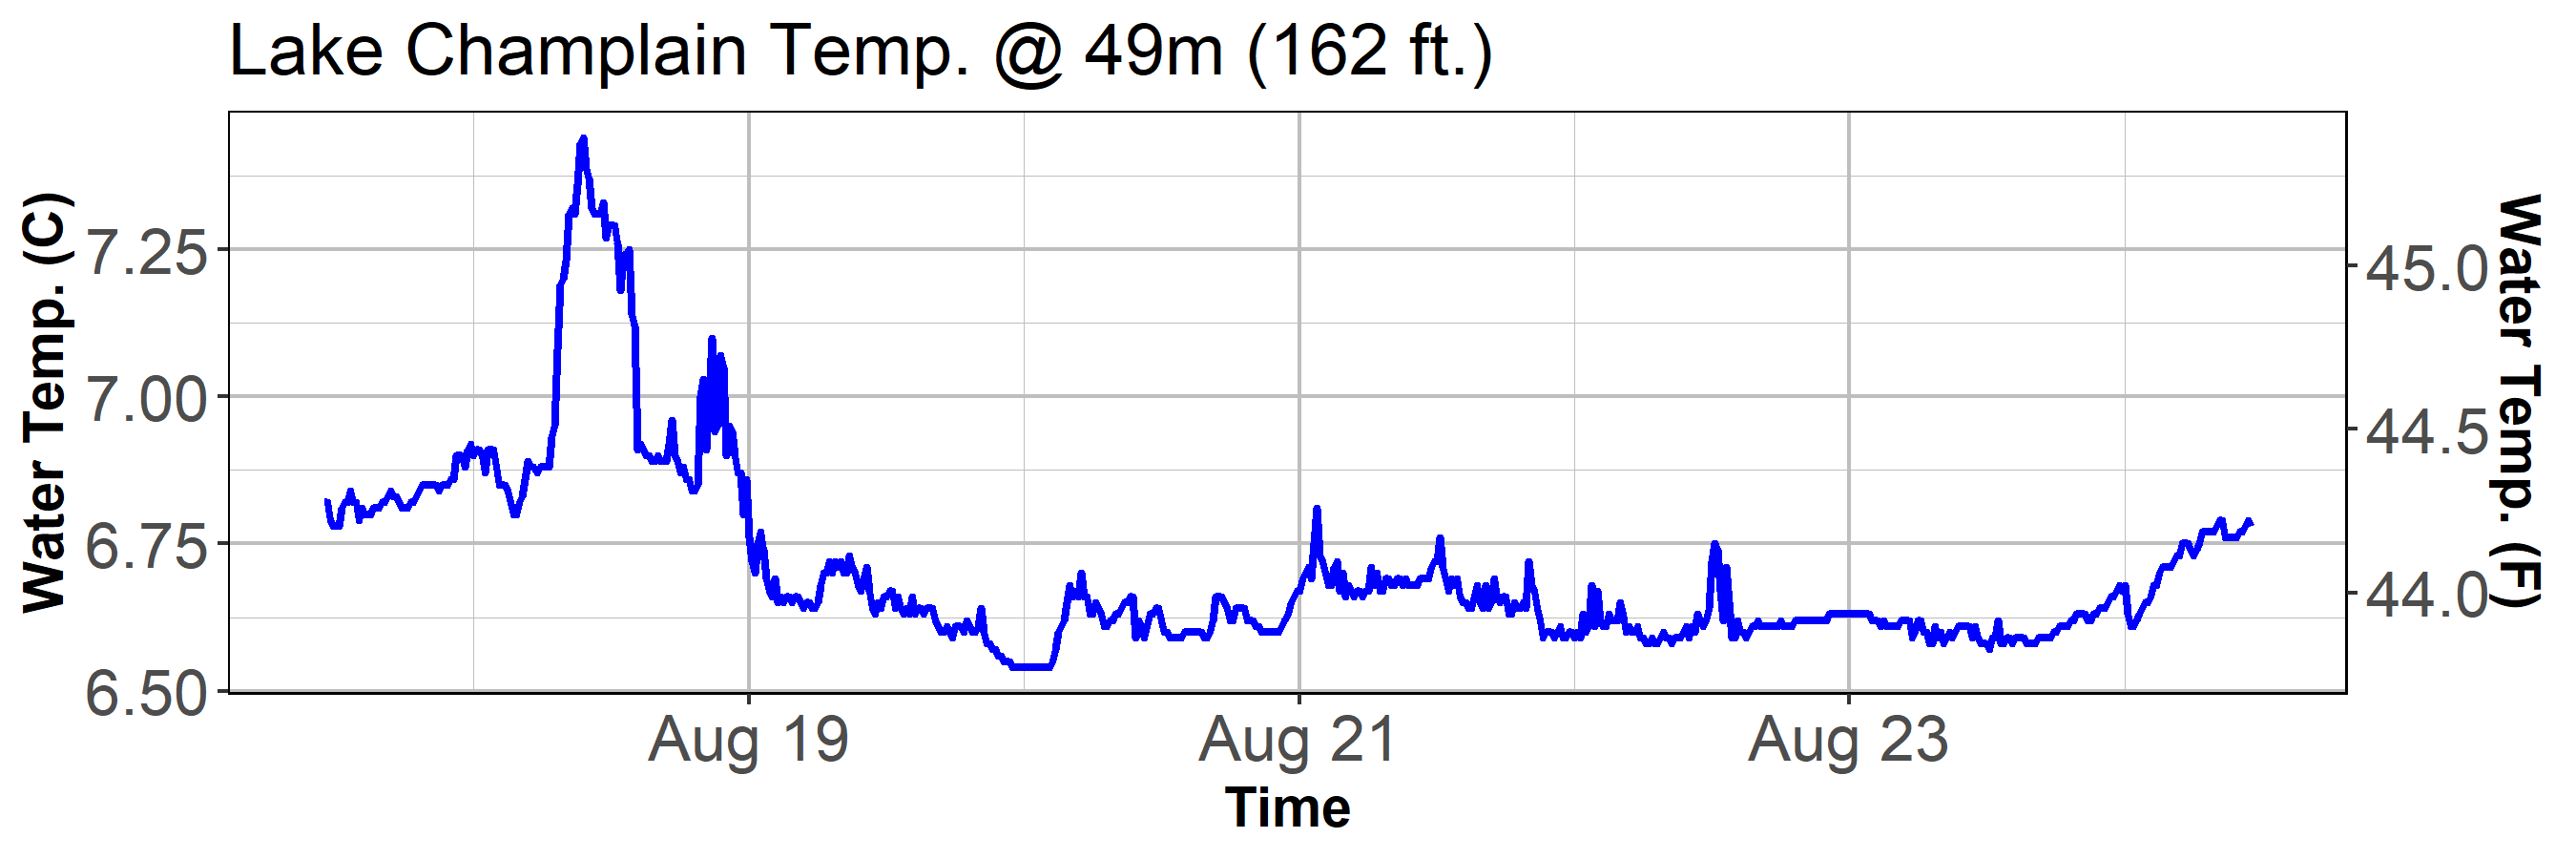 Lake Champlain Temp. @ 49m (162 ft.)
Water Temp. (C)
7.25
7.00
6.75
6.50
45.0
44.5
44.0
Water Temp. (F)
Aug 19
Aug 21
Aug 23
Time